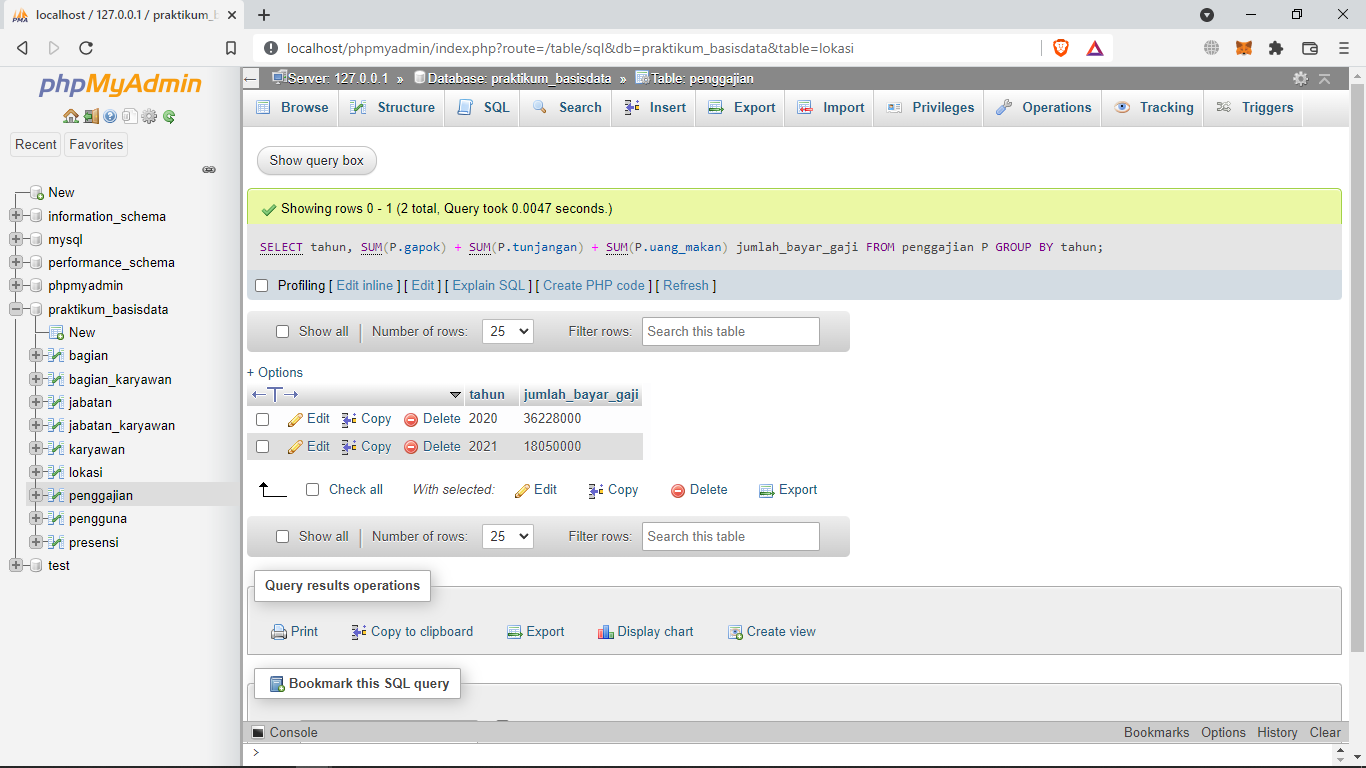 localhost / 127.0.0.1 / praktikum_b
localhost/phpmyadmin/index.php?route=/table/sql&db=praktikum_basisdata&table=lokasi
phpMyAdmin
Recent Favorites
New
information_schema
mysql
performance_schema
phpmyadmin
praktikum_basisdata
New
bagian
bagian_karyawan
jabatan
jabatan_karyawan
karyawan
lokasi
penggajian
pengguna
presensi
test
Server: 127.0.0.1 » Database: praktikum_basisdata » Table: penggajian
Browse Structure SQL Search Insert Export Import Privileges Operations Tracking Triggers
Show query box
Showing rows 0 - 1 (2 total, Query took 0.0047 seconds.)
SELECT tahun, SUM(P.gapok) + SUM(P.tunjangan) + SUM(P.uang_makan) jumlah_bayar_gaji FROM penggajian P GROUP BY tahun;
Profiling [ Edit inline ] [ Edit ] [ Explain SQL ] [ Create PHP code ] [ Refresh ]
Show all | Number of rows: 25 Filter rows: Search this table
+ Options
←T→ tahun jumlah_bayar_gaji
Edit Copy Delete 2020 36228000
Edit Copy Delete 2021 18050000
Check all With selected: Edit Copy Delete Export
Show all | Number of rows: 25 Filter rows: Search this table
Query results operations
Print Copy to clipboard Export Display chart Create view
Bookmark this SQL query
Console Bookmarks Options History Clear
>